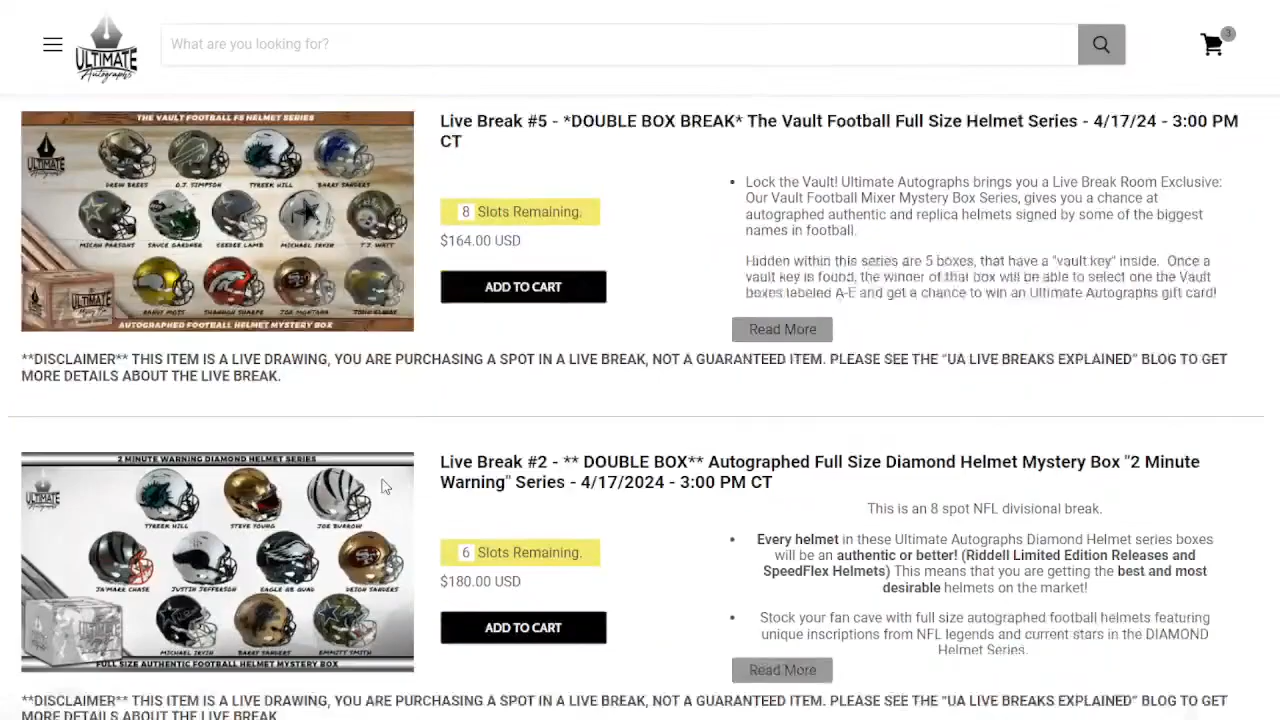 ULTIMATE
Autographs
What are you looking for?
3
THE VAULT FOOTBALL FS HELMET SERIES
ULTIMATE
DREW BREES
O.J. SIMPSON
TYREEK HILL
BARRY SANDERS
MICAH PARSONS
SAUCE GARDNER
CEEDEE LAMB
MICHAEL IRVIN
T.J. WATT
RANDY MOSS
SHANNON SHARPE
JOE MONTANA
JOHN ELWAY
ULTIMATE
AUTOGRAPHED FOOTBALL HELMET MYSTERY BOX
Live Break #5 - *DOUBLE BOX BREAK* The Vault Football Full Size Helmet Series - 4/17/24 - 3:00 PM
CT
8 Slots Remaining.
$164.00 USD
ADD TO CART
• Lock the Vault! Ultimate Autographs brings you a Live Break Room Exclusive:
Our Vault Football Mixer Mystery Box Series, gives you a chance at
autographed authentic and replica helmets signed by some of the biggest
names in football.
Hidden within this series are 5 boxes, that have a "vault key" inside. Once a
vault key is found, the winner of that box will be able to select one the Vault
boxes labeled A-E and get a chance to win an Ultimate Autographs gift card!
Read More
**DISCLAIMER** THIS ITEM IS A LIVE DRAWING, YOU ARE PURCHASING A SPOT IN A LIVE BREAK, NOT A GUARANTEED ITEM. PLEASE SEE THE “UA LIVE BREAKS EXPLAINED” BLOG TO GET
MORE DETAILS ABOUT THE LIVE BREAK.
2 MINUTE WARNING DIAMOND HELMET SERIES
ULTIMATE
TYREEK HILL
STEVE YOUNG
JOE BURROW
JA'MARR CHASE
JUSTIN JEFFERSON
EAGLE QB QUAD
DEION SANDERS
MICHAEL IRVIN
BARRY SANDERS
EMMITT SMITH
FULL SIZE AUTHENTIC FOOTBALL HELMET MYSTERY BOX
Live Break #2 - ** DOUBLE BOX** Autographed Full Size Diamond Helmet Mystery Box "2 Minute
Warning" Series - 4/17/2024 - 3:00 PM CT
6 Slots Remaining.
$180.00 USD
ADD TO CART
This is an 8 spot NFL divisional break.
• Every helmet in these Ultimate Autographs Diamond Helmet series boxes
will be an authentic or better! (Riddell Limited Edition Releases and
SpeedFlex Helmets) This means that you are getting the best and most
desirable helmets on the market!
• Stock your fan cave with full size autographed football helmets featuring
unique inscriptions from NFL legends and current stars in the DIAMOND
Helmet Series.
Read More
**DISCLAIMER** THIS ITEM IS A LIVE DRAWING, YOU ARE PURCHASING A SPOT IN A LIVE BREAK, NOT A GUARANTEED ITEM. PLEASE SEE THE “UA LIVE BREAKS EXPLAINED” BLOG TO GET
MORE DETAILS ABOUT THE LIVE BREAK.